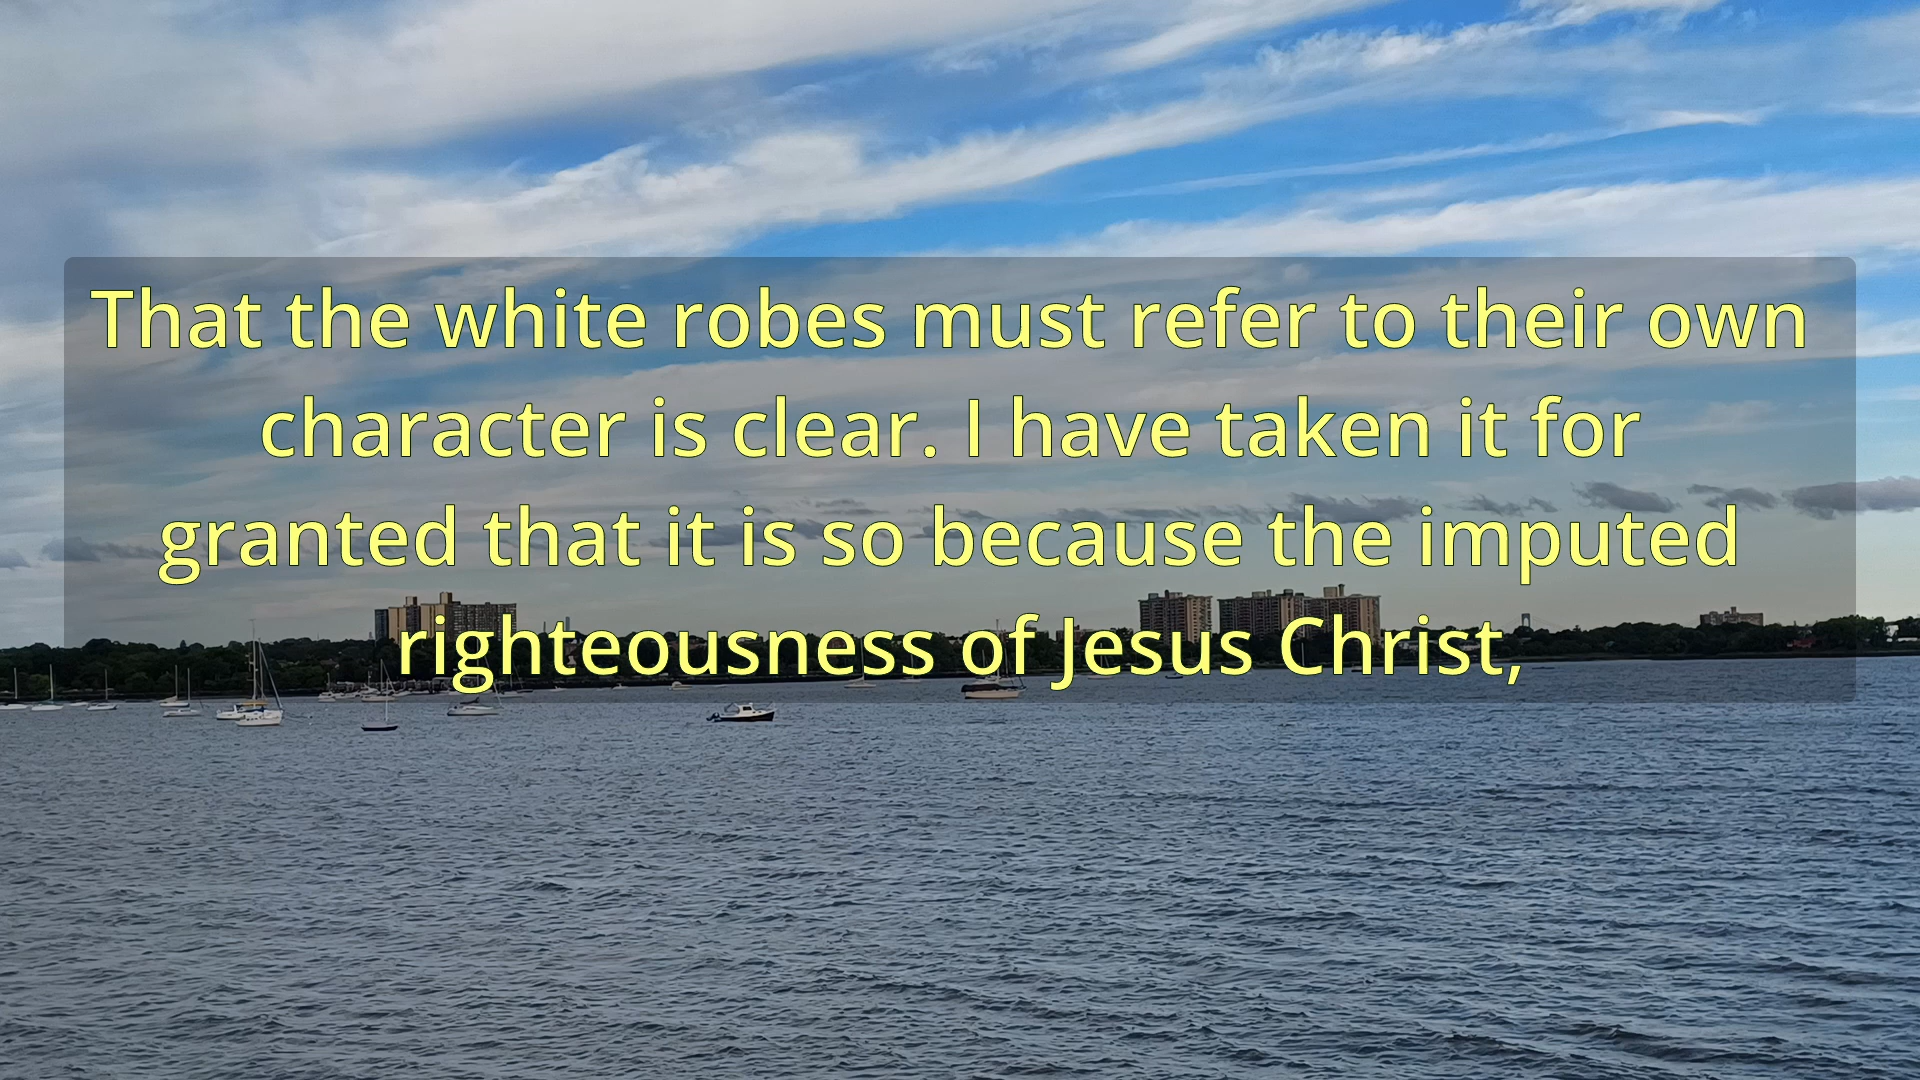 That the white robes must refer to their own
character is clear. I have taken it for
granted that it is so because the imputed
righteousness of Jesus Christ,